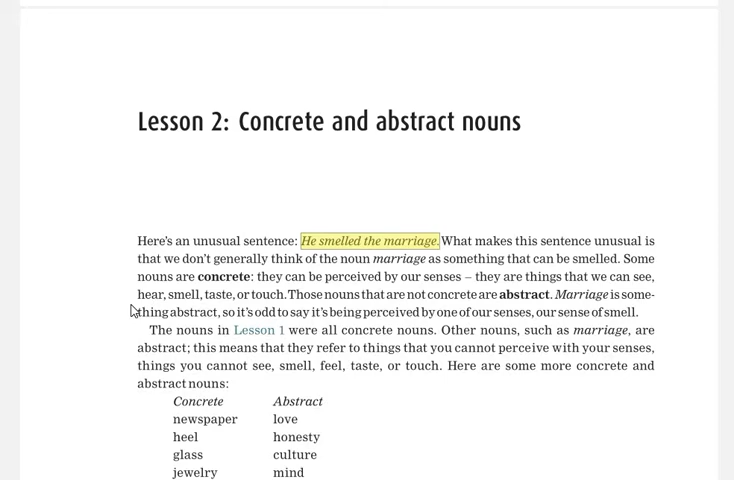 Lesson 2: Concrete and abstract nouns
Here's an unusual sentence: He smelled the marriage. What makes this sentence unusual is
that we don't generally think of the noun marriage as something that can be smelled. Some
nouns are concrete: they can be perceived by our senses – they are things that we can see,
hear, smell, taste, or touch. Those nouns that are not concrete are abstract. Marriage is some-
thing abstract, so it's odd to say it's being perceived by one of our senses, our sense of smell.
The nouns in Lesson 1 were all concrete nouns. Other nouns, such as marriage, are
abstract; this means that they refer to things that you cannot perceive with your senses,
things you cannot see, smell, feel, taste, or touch. Here are some more concrete and
abstract nouns:
Concrete Abstract
newspaper love
heel honesty
glass culture
jewelry mind